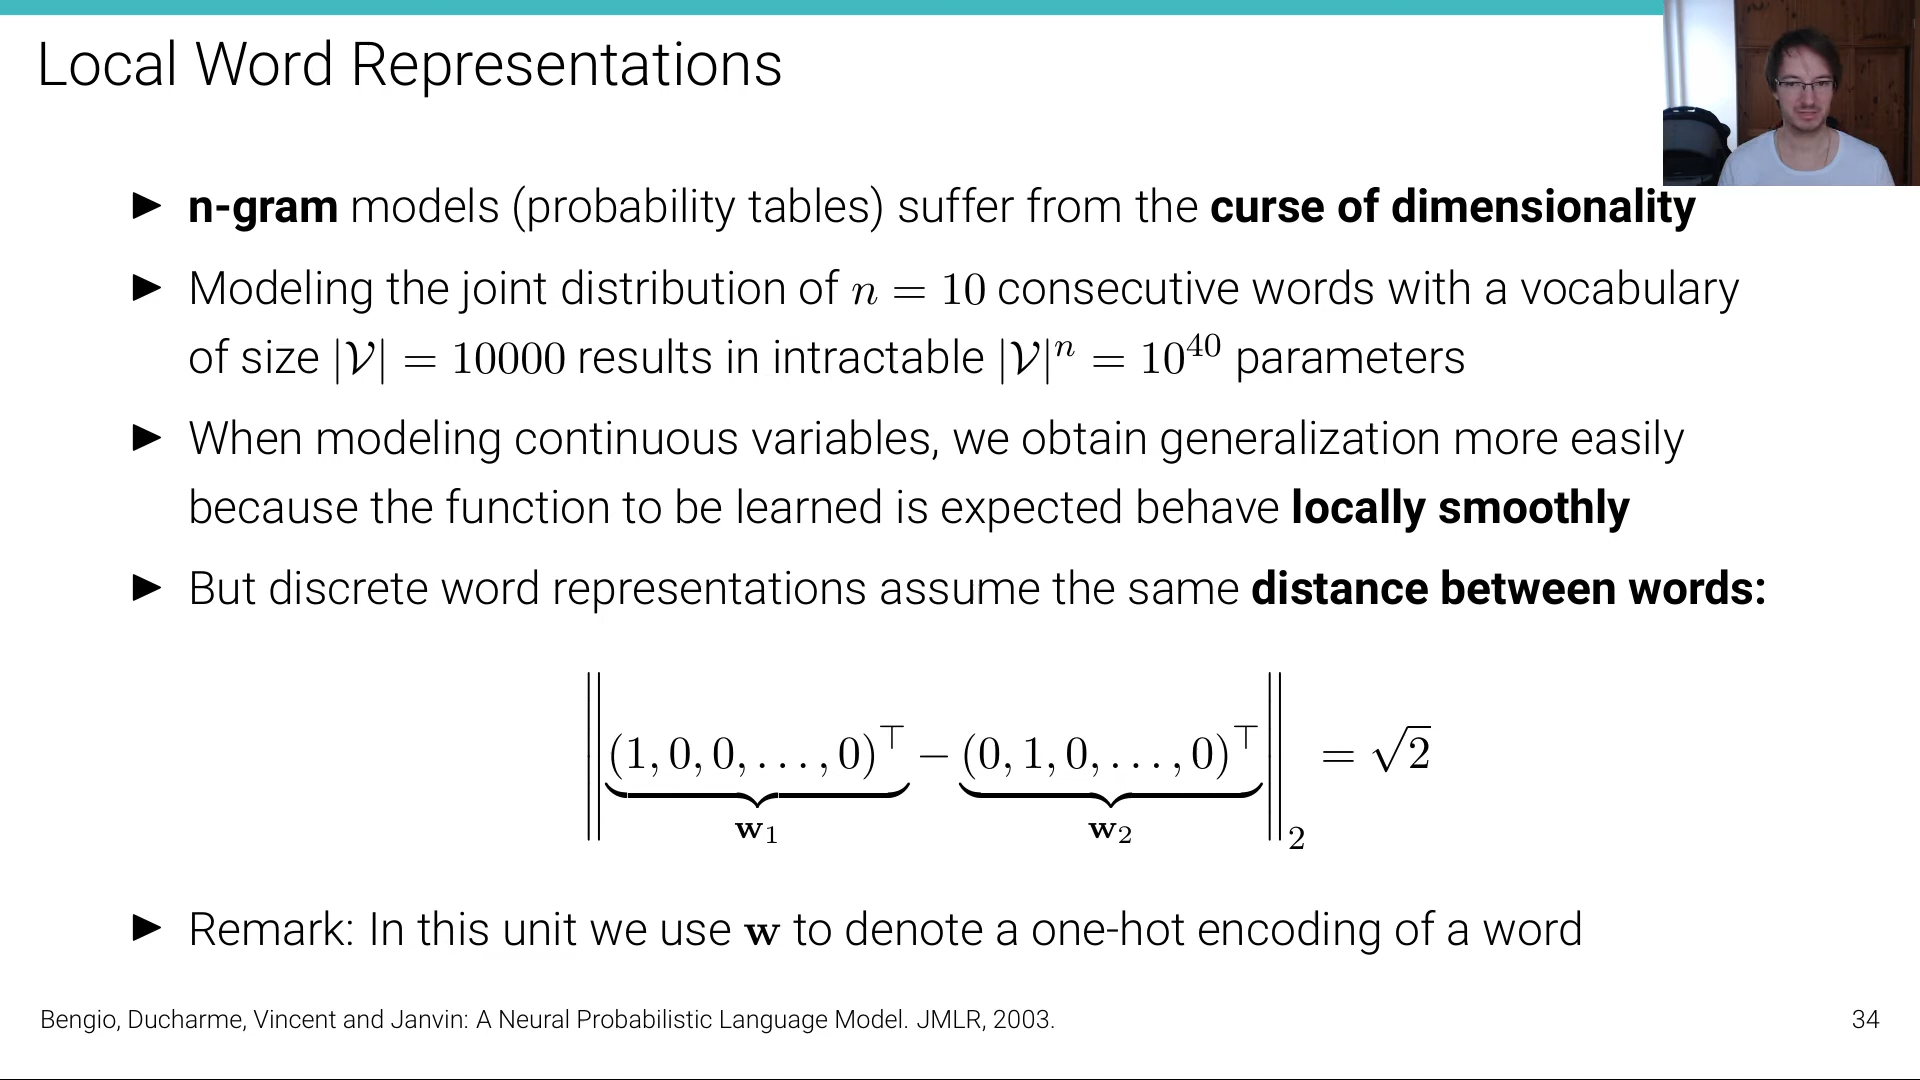 Local Word Representations
▶ n-gram models (probability tables) suffer from the curse of dimensionality
▶ Modeling the joint distribution of n = 10 consecutive words with a vocabulary
of size |𝒱| = 10000 results in intractable |𝒱|ⁿ = 10⁴⁰ parameters
▶ When modeling continuous variables, we obtain generalization more easily
because the function to be learned is expected behave locally smoothly
▶ But discrete word representations assume the same distance between words:
‖(1, 0, 0, . . . , 0)⊤ − (0, 1, 0, . . . , 0)⊤‖₂ = √2
w₁ w₂
▶ Remark: In this unit we use w to denote a one-hot encoding of a word
Bengio, Ducharme, Vincent and Janvin: A Neural Probabilistic Language Model. JMLR, 2003.
34